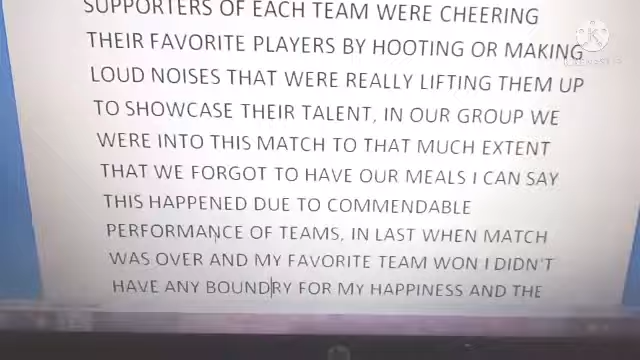 SUPPORTERS OF EACH TEAM WERE CHEERING
THEIR FAVORITE PLAYERS BY HOOTING OR MAKING
LOUD NOISES THAT WERE REALLY LIFTING THEM UP
TO SHOWCASE THEIR TALENT, IN OUR GROUP WE
WERE INTO THIS MATCH TO THAT MUCH EXTENT
THAT WE FORGOT TO HAVE OUR MEALS I CAN SAY
THIS HAPPENED DUE TO COMMENDABLE
PERFORMANCE OF TEAMS, IN LAST WHEN MATCH
WAS OVER AND MY FAVORITE TEAM WON I DIDN'T
HAVE ANY BOUNDRY FOR MY HAPPINESS AND THE